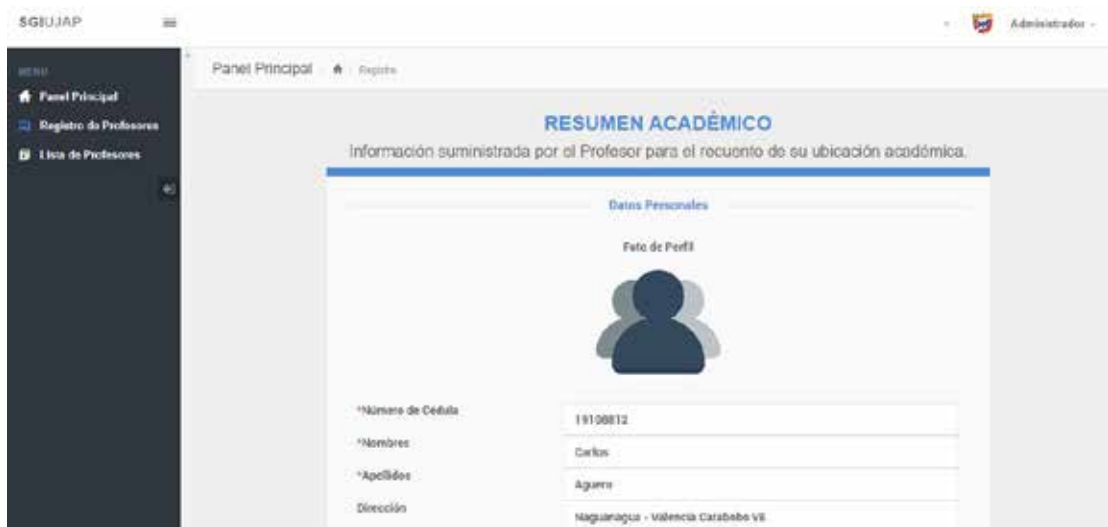 SGIUJAP
Administrador
MENU
Panel Principal
Registro de Profesores
Lista de Profesores
Panel Principal
Registro
RESUMEN ACADÉMICO
Información suministrada por el Profesor para el recuento de su ubicación académica.
Datos Personales
Foto de Perfil
*Número de Cédula
19108812
*Nombres
Carlos
*Apellidos
Aguero
Dirección
Naguanagua - Valencia Carabobo VE